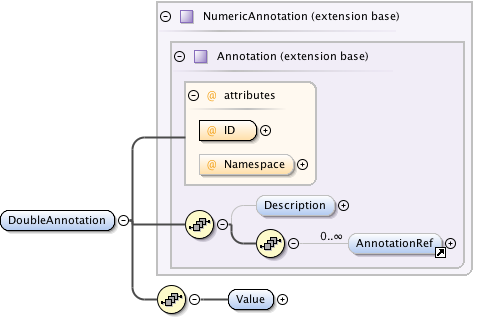 NumericAnnotation (extension base)
Annotation (extension base)
@ attributes
@ ID
@ Namespace
Description
DoubleAnnotation
0..∞
AnnotationRef
Value